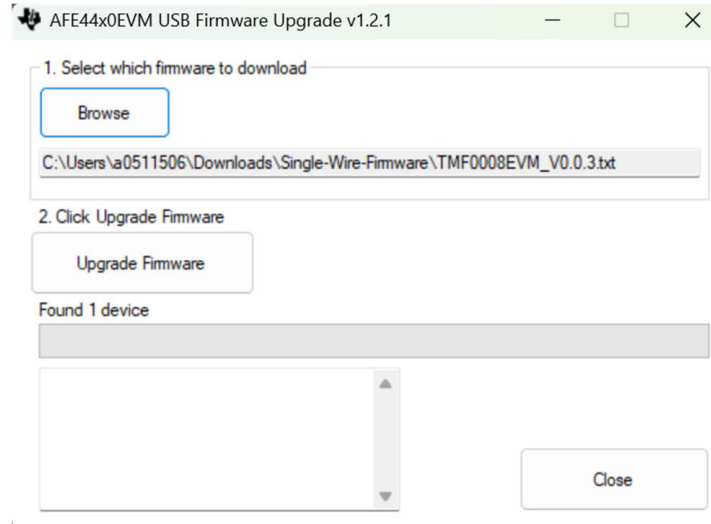 AFE44x0EVM USB Firmware Upgrade v1.2.1
1. Select which firmware to download
Browse
C:\Users\a0511506\Downloads\Single-Wire-Firmware\TMF0008EVM_V0.0.3.txt
2. Click Upgrade Firmware
Upgrade Firmware
Found 1 device
Close